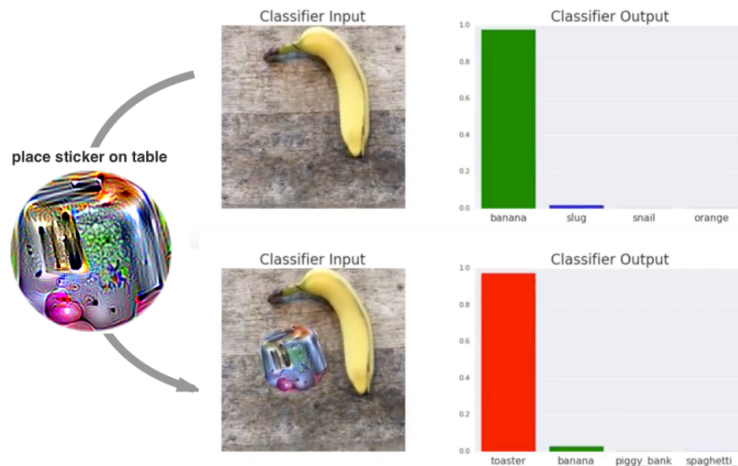 Classifier Input
Classifier Output
1.0
0.8
0.6
0.4
0.2
0.0
banana slug snail orange
place sticker on table
Classifier Input
Classifier Output
1.0
0.8
0.6
0.4
0.2
0.0
toaster banana piggy_bank spaghetti_